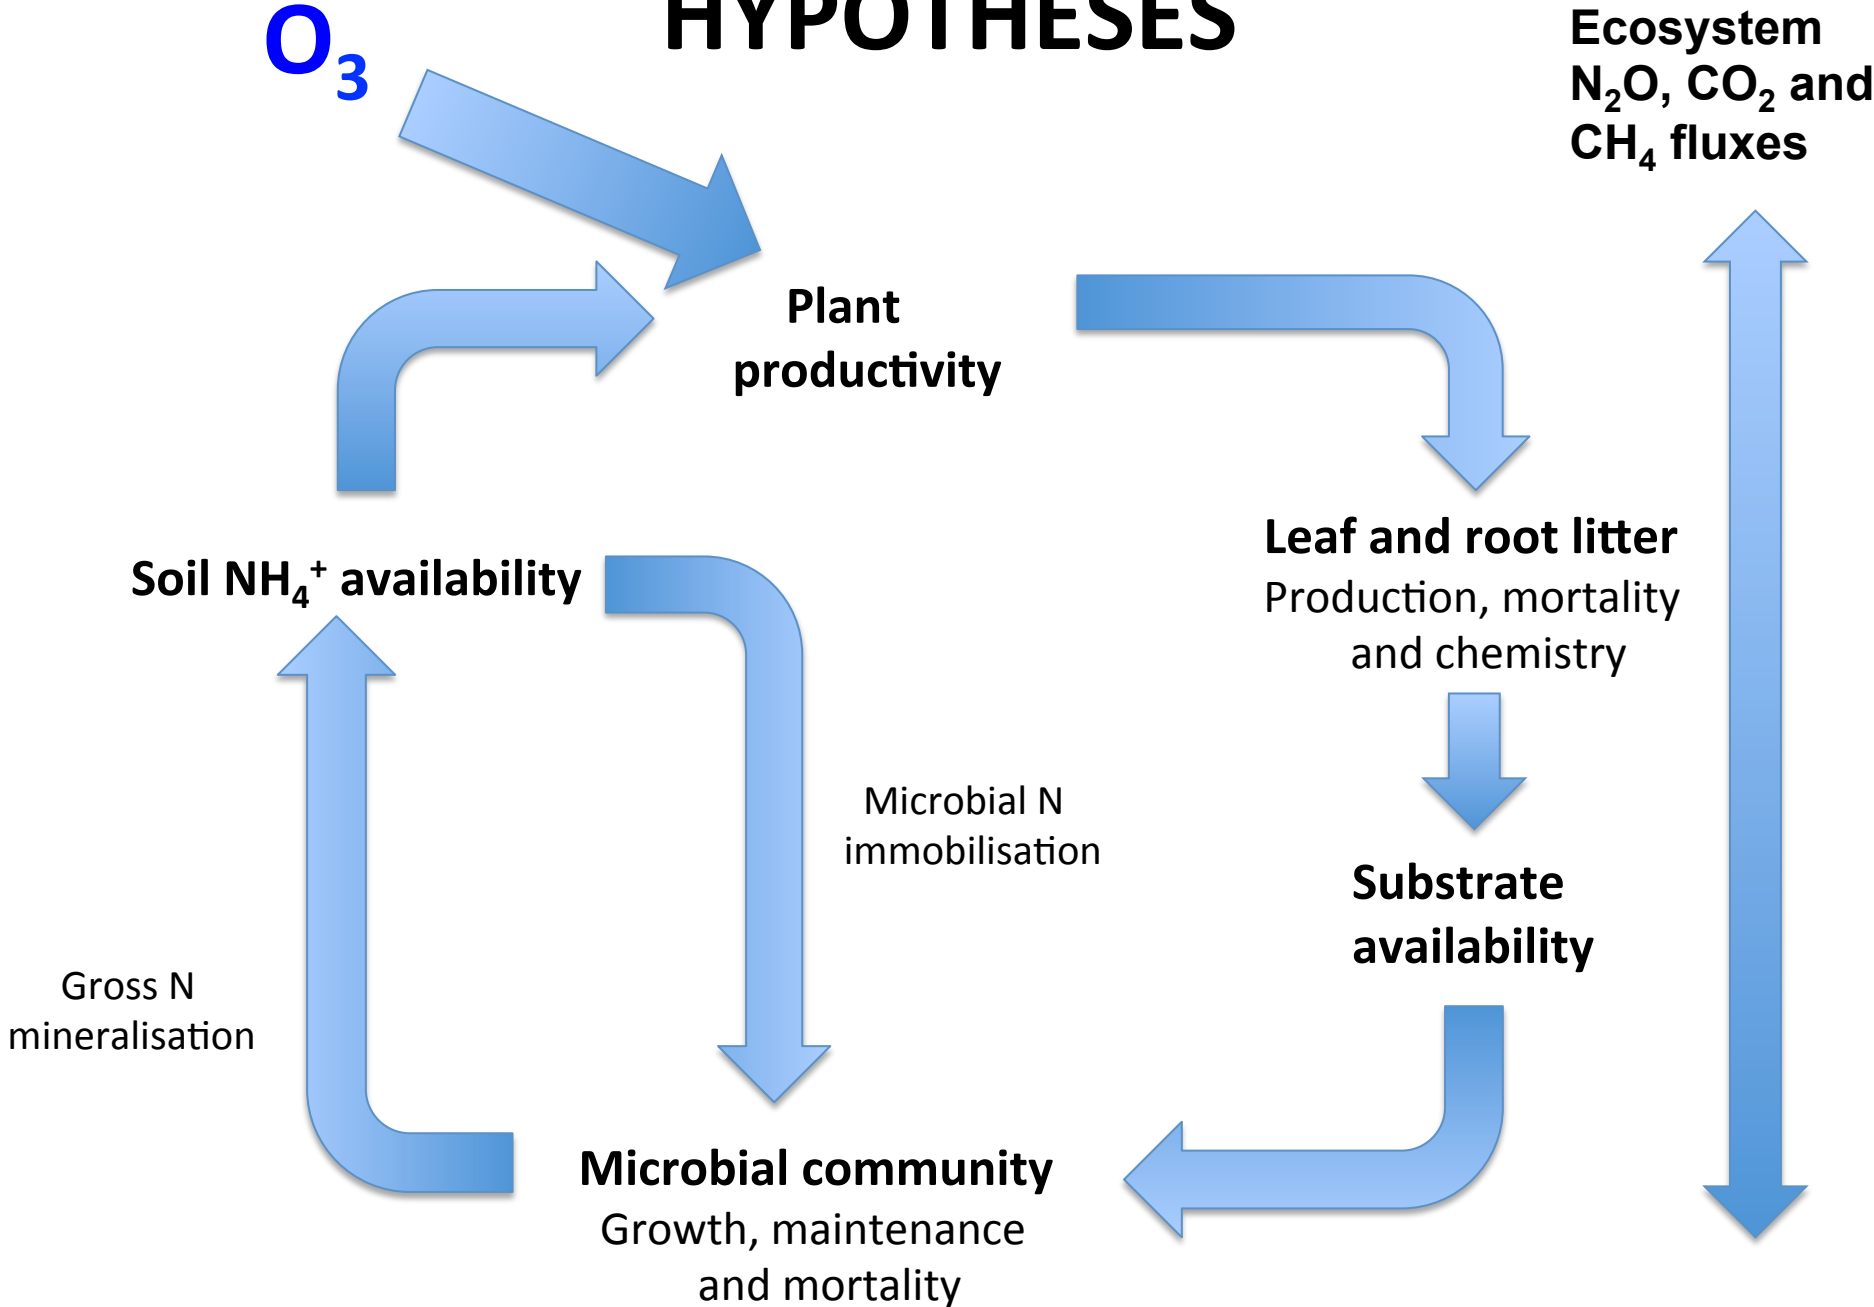 HYPOTHESES
O₃
Ecosystem
N₂O, CO₂ and
CH₄ fluxes
Plant
productivity
Leaf and root litter
Production, mortality
and chemistry
Soil NH₄⁺ availability
Microbial N
immobilisation
Substrate
availability
Gross N
mineralisation
Microbial community
Growth, maintenance
and mortality